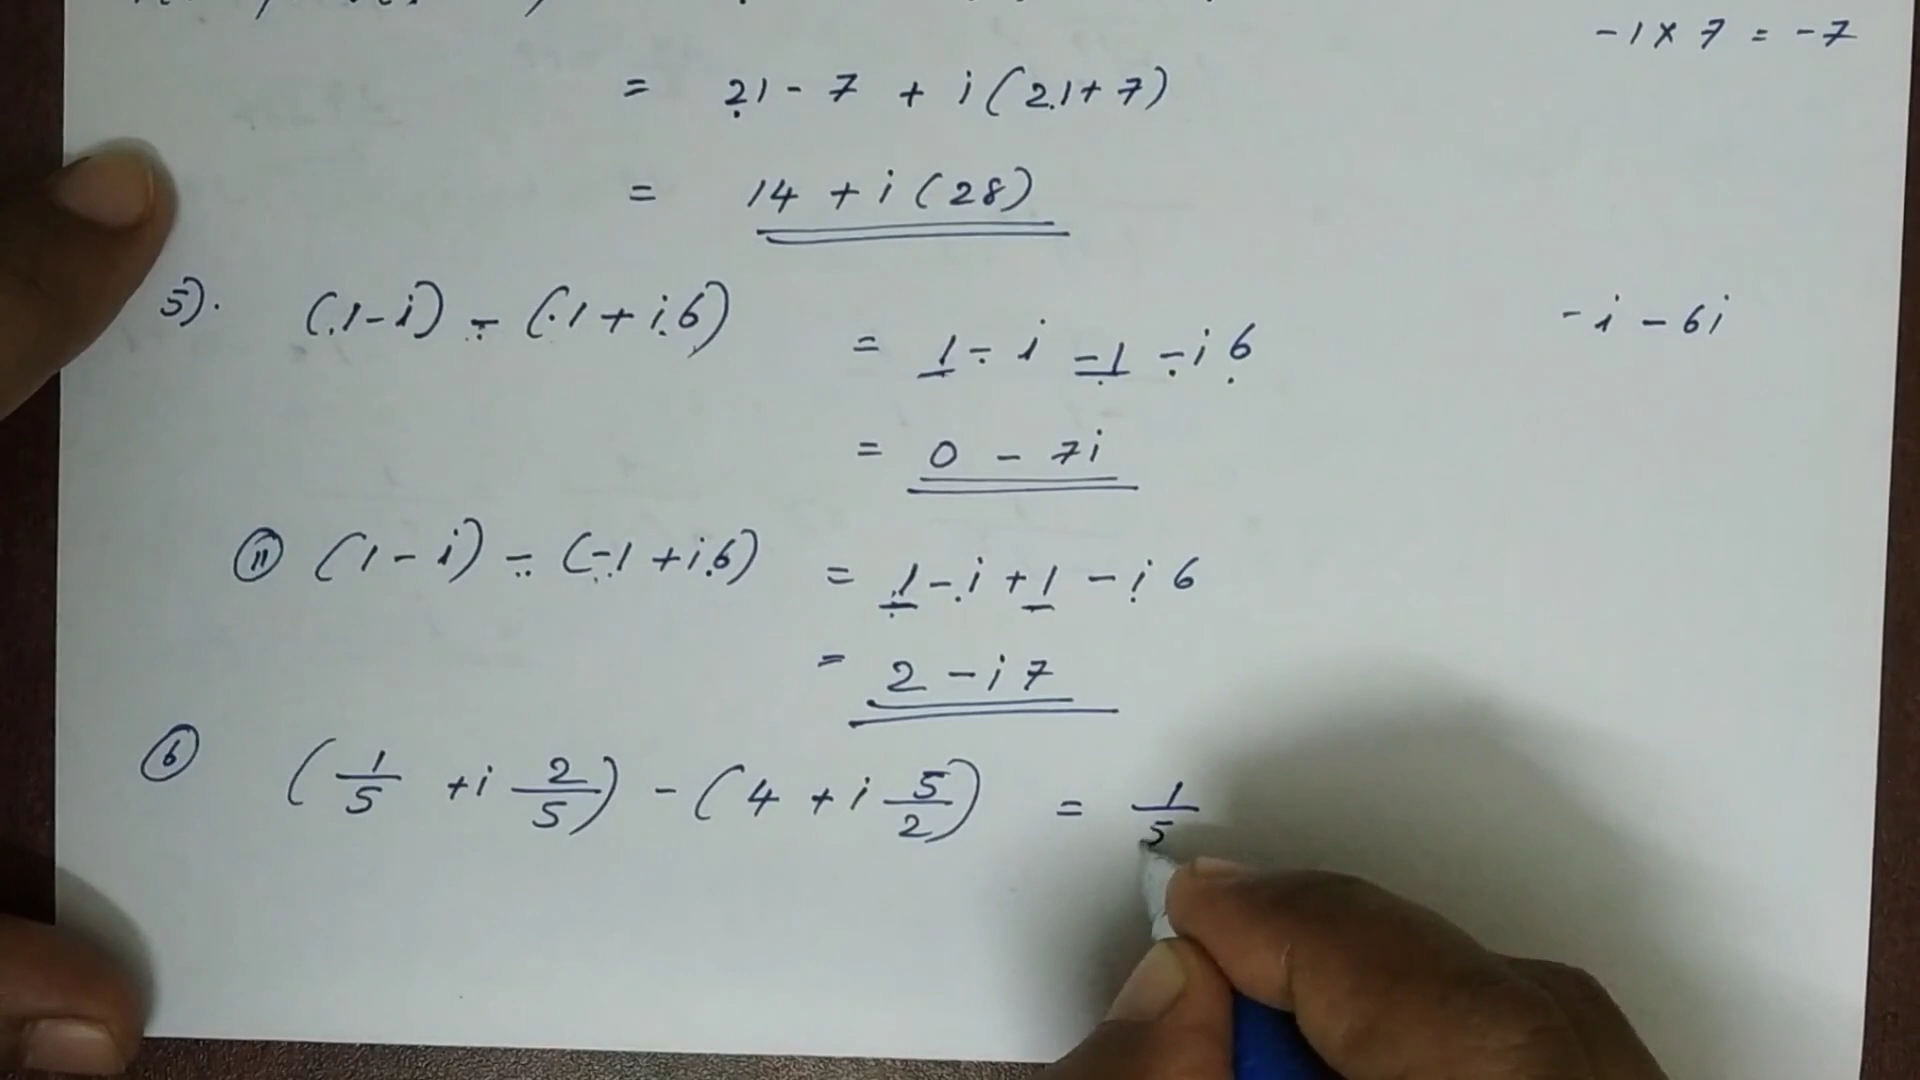 -1 x 7 = -7
= 21 - 7 + i(21+7)
= 14 + i(28)
5). (1-i) - (1+i6) = 1 - i -1 -i6
-i - 6i
= 0 - 7i
(ii) (1-i) - (-1+i6) = 1-i+1-i6
= 2-i7
(6) (1/5 + i 2/5) - (4 + i 5/2) = 1/5